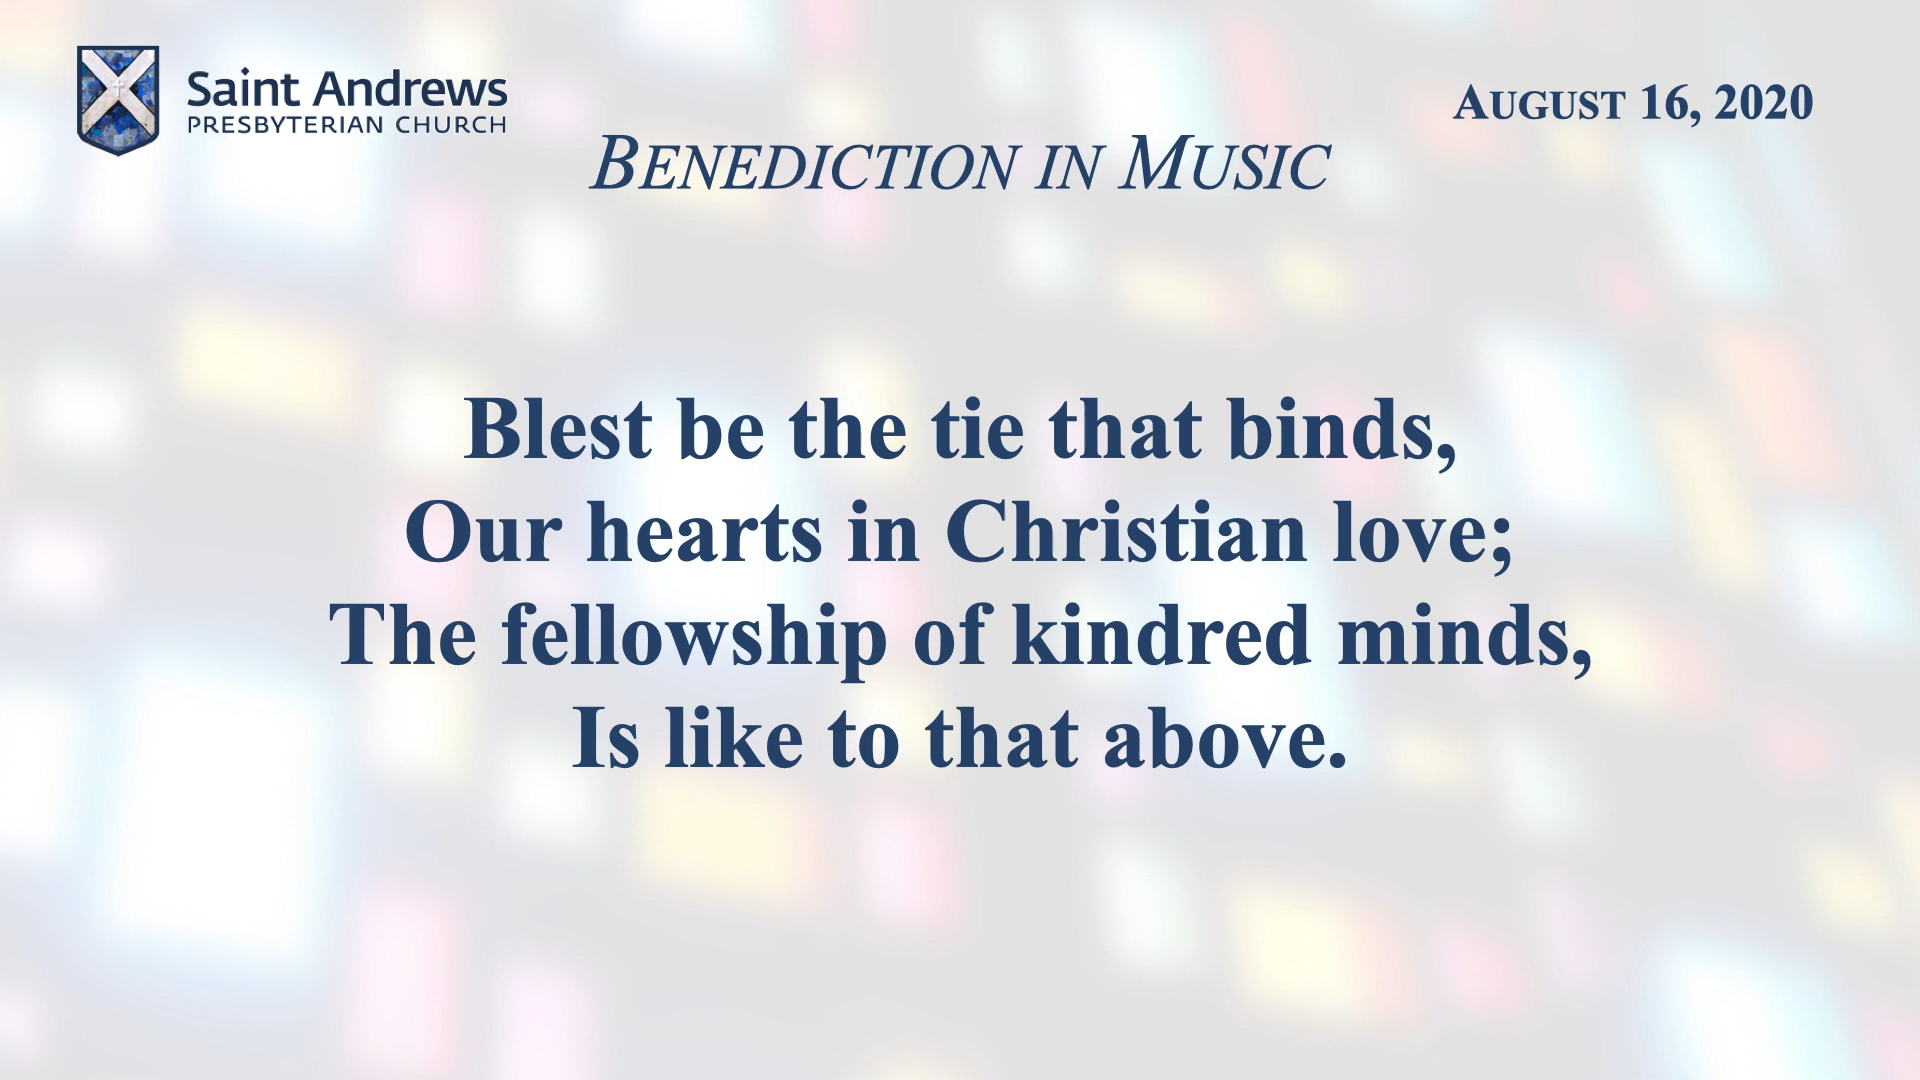 Saint Andrews
PRESBYTERIAN CHURCH
AUGUST 16, 2020
BENEDICTION IN MUSIC
Blest be the tie that binds,
Our hearts in Christian love;
The fellowship of kindred minds,
Is like to that above.